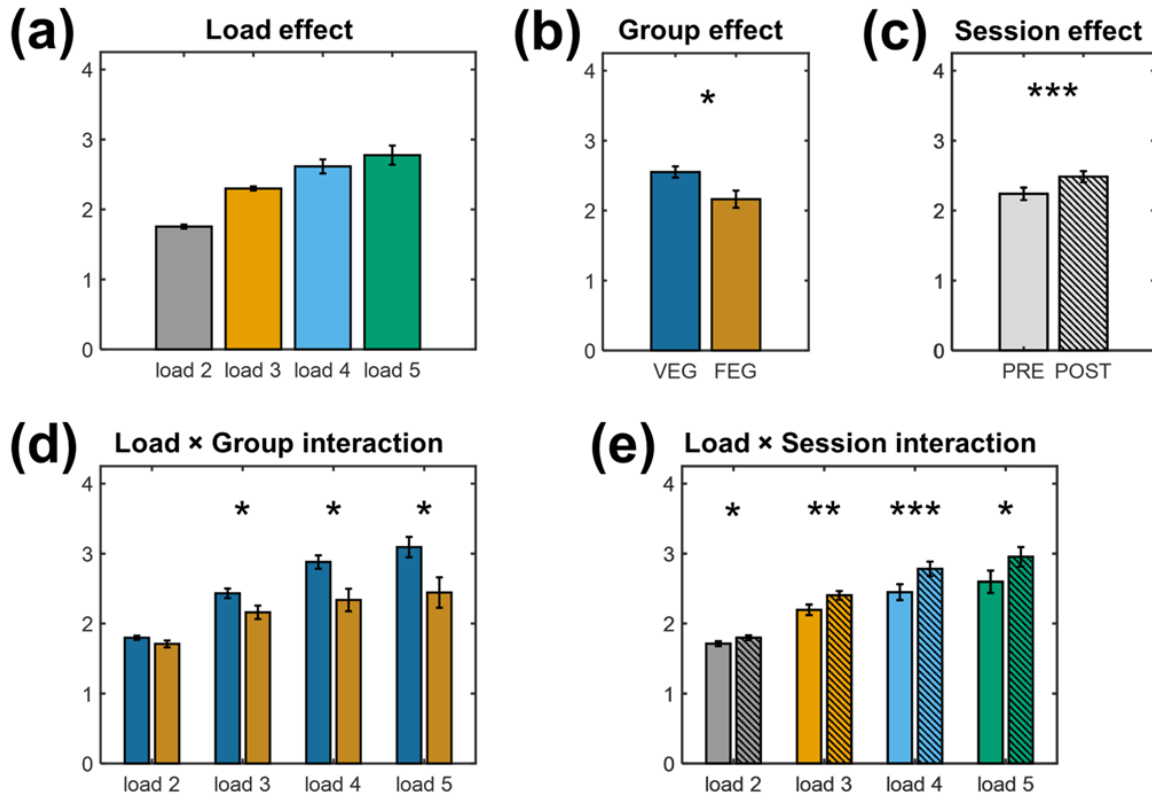 (a) Load effect
4
3
2
1
0
load 2 load 3 load 4 load 5
(b) Group effect
4
*
3
2
1
0
VEG FEG
(c) Session effect
4
***
3
2
1
0
PRE POST
(d) Load × Group interaction
4
* * *
3
2
1
0
load 2 load 3 load 4 load 5
(e) Load × Session interaction
4
* ** *** *
3
2
1
0
load 2 load 3 load 4 load 5